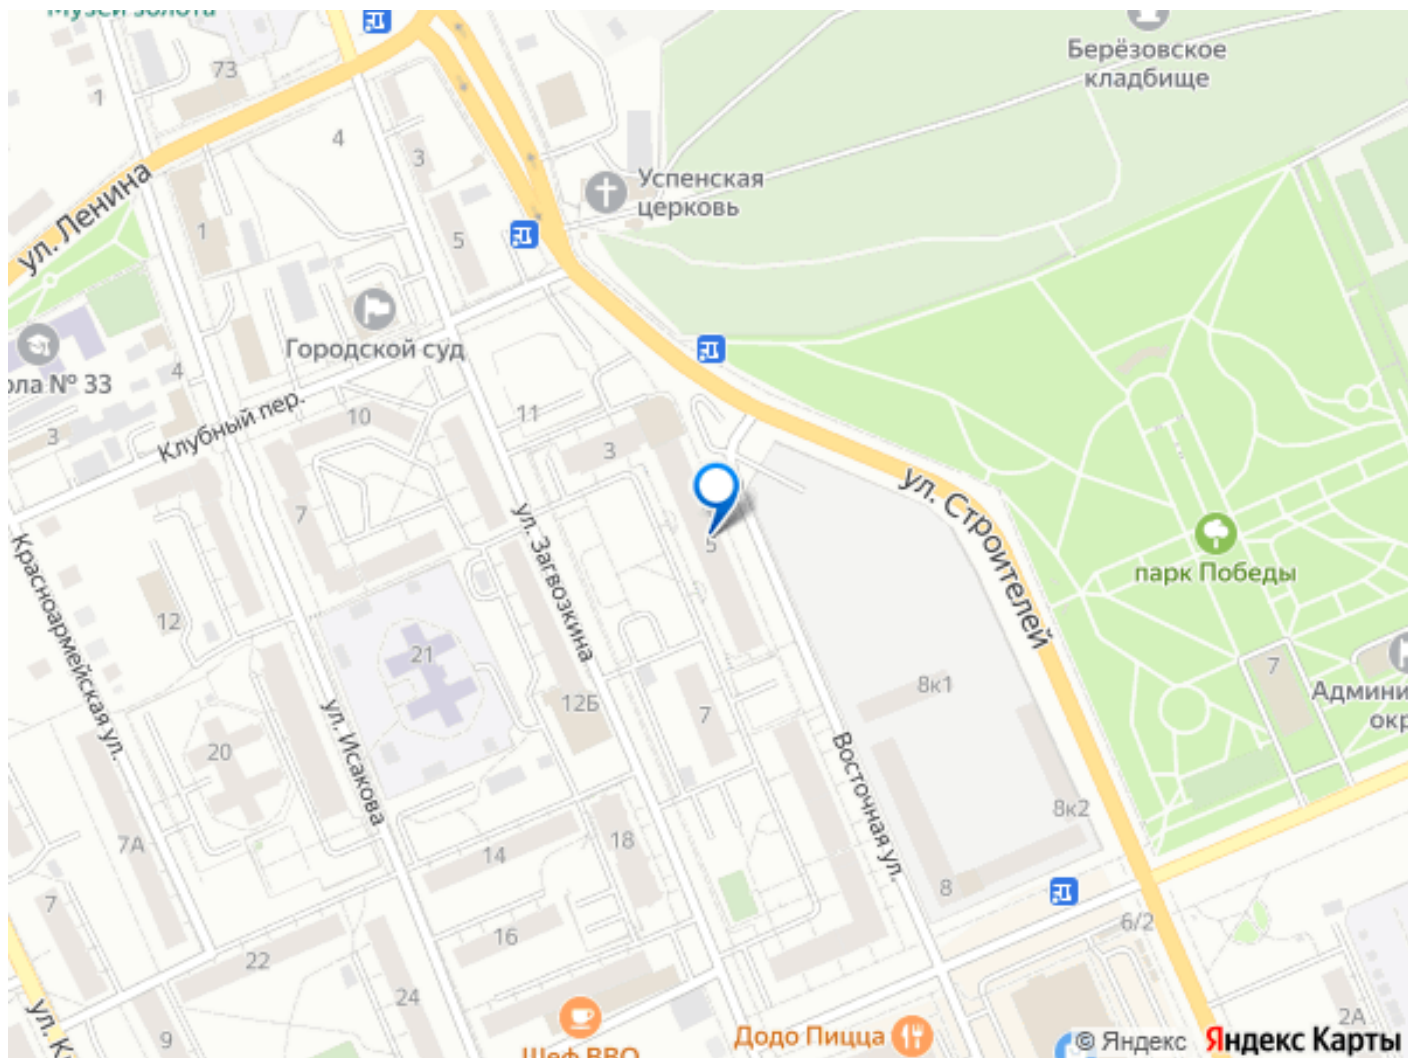 Музей золота
73
1
Берёзовское
кладбище
4
3
ул. Ленина
Успенская
церковь
1
5
Городской суд
№ 33
4
Клубный пер.
10
11
3
3
7
5
ул. Загвозкина
ул. Строителей
парк Победы
Красноармейская ул.
12
21
7
8к1
12Б
7
20
ул. Исакова
Восточная ул.
7А
8к2
14
18
8
7
6/2
16
22
24
9
2А
Додо Пицца
© Яндекс
Яндекс Карты